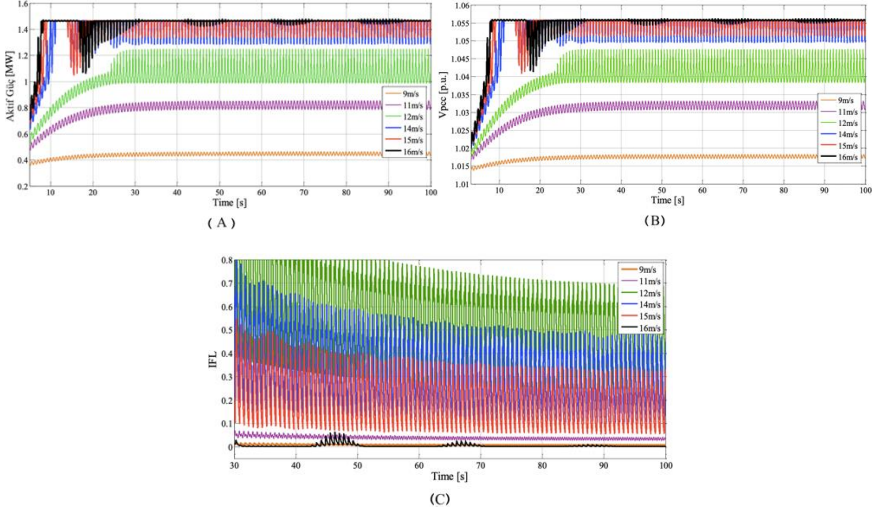 1.6
1.4
1.2
1
0.8
0.6
0.4
0.2
Aktif Güç [MW]
10 20 30 40 50 60 70 80 90 100
Time [s]
9m/s
11m/s
12m/s
14m/s
15m/s
16m/s
(A)
1.06
1.055
1.05
1.045
1.04
1.035
1.03
1.025
1.02
1.015
1.01
Vpcc [p.u.]
10 20 30 40 50 60 70 80 90 100
Time [s]
9m/s
11m/s
12m/s
14m/s
15m/s
16m/s
(B)
0.8
0.7
0.6
0.5
0.4
0.3
0.2
0.1
0
IFL
30 40 50 60 70 80 90 100
Time [s]
9m/s
11m/s
12m/s
14m/s
15m/s
16m/s
(C)